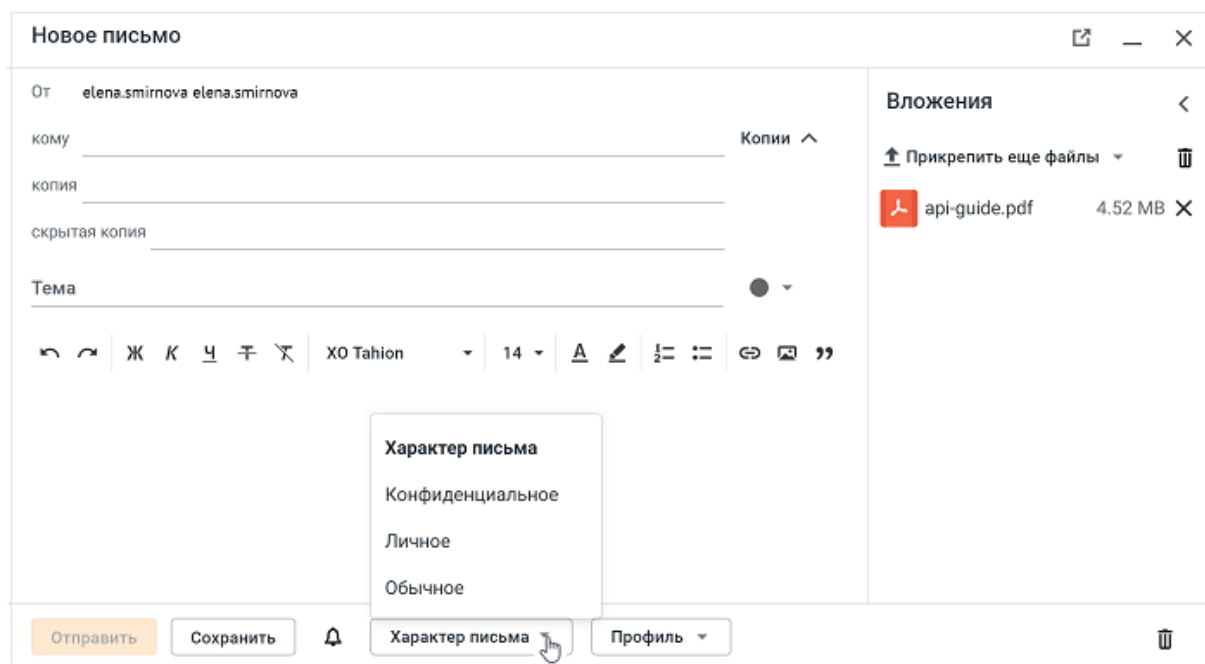 Новое письмо
От elena.smirnova elena.smirnova
кому
Копии
копия
скрытая копия
Тема
Ж К Ч Т Т XO Tahion 14 A
Вложения
Прикрепить еще файлы
api-guide.pdf 4.52 MB
Характер письма
Конфиденциальное
Личное
Обычное
Отправить Сохранить Характер письма Профиль